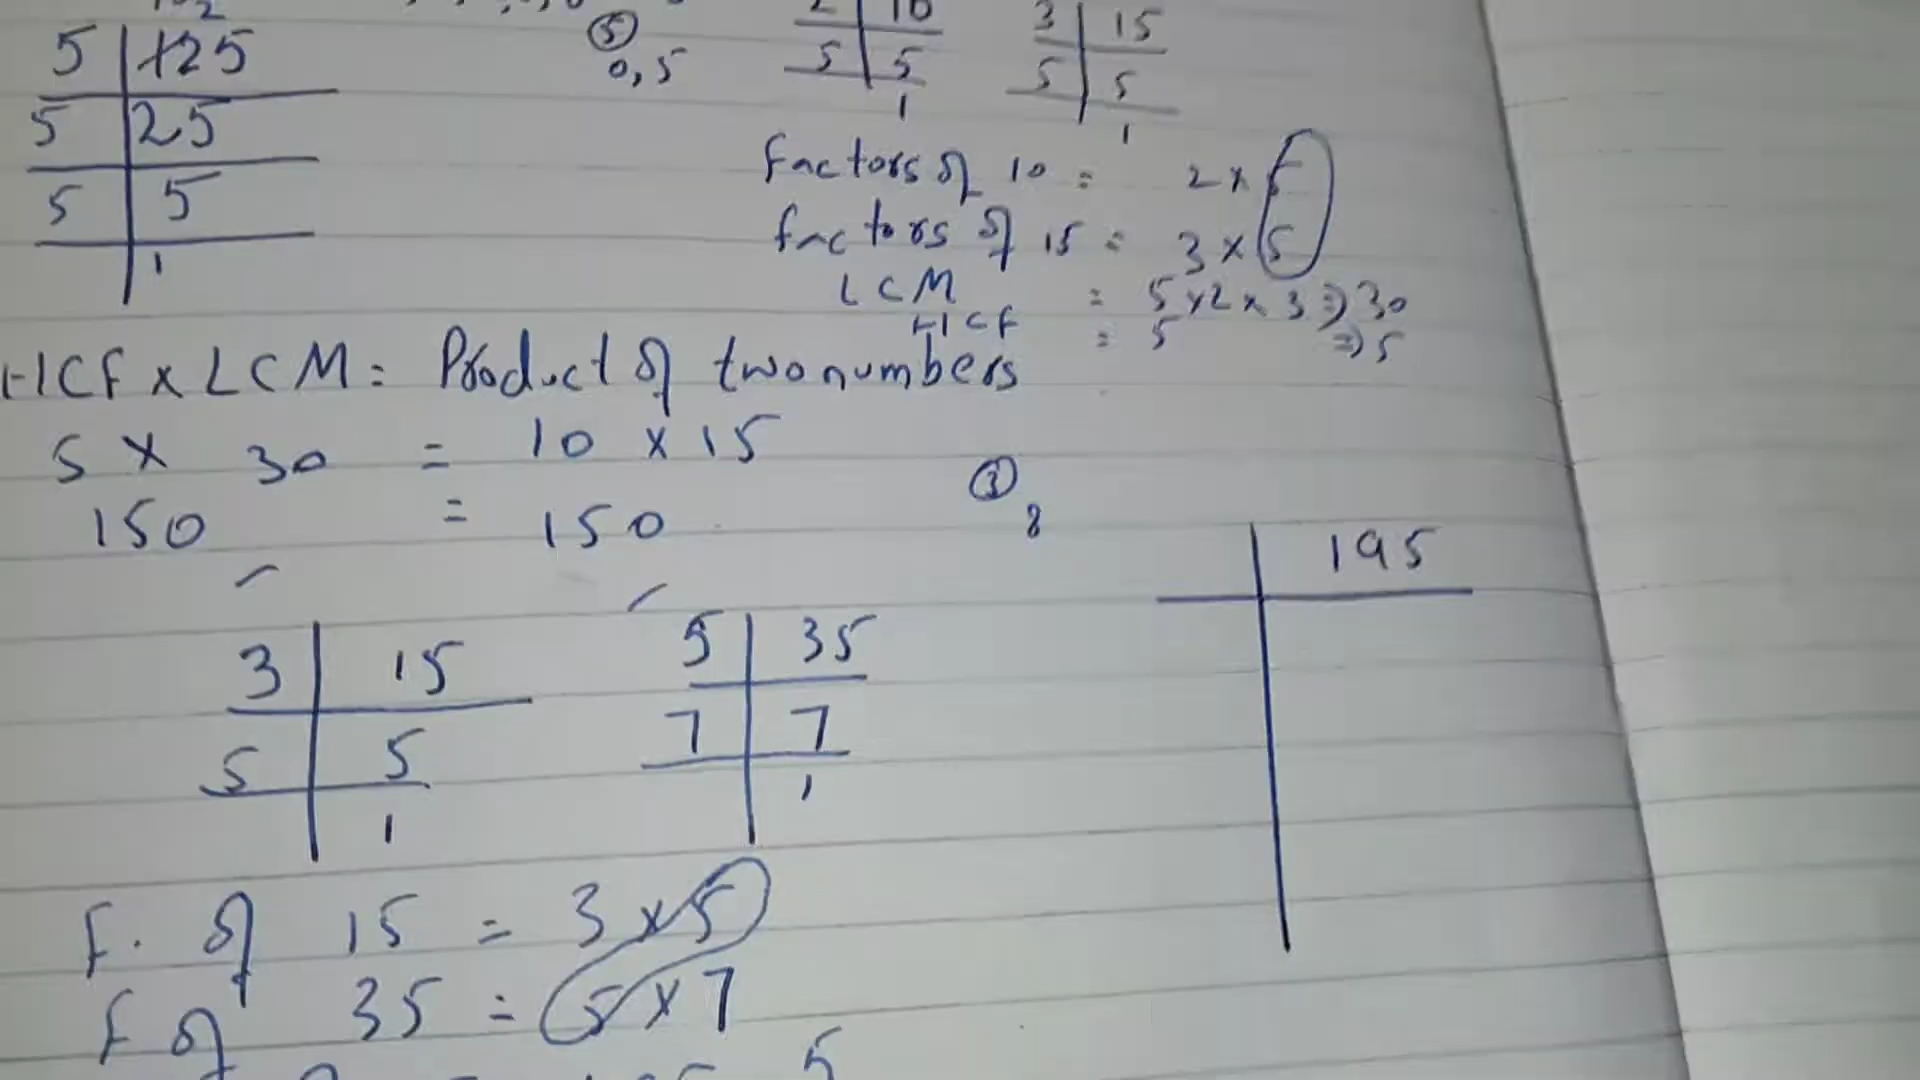 5 | 125
5 | 25
5 | 5
1
5
0, 5
2 | 10
5 | 5
1
3 | 15
5 | 5
1
Factors of 10 = 2 x 5
factors of 15 = 3 x 5
LCM = 5 x 2 x 3 => 30
HCF = 5 => 5
HCF x LCM = Product of two numbers
5 x 30 = 10 x 15
150 = 150
3
8
3 | 15
5 | 5
1
5 | 35
7 | 7
1
195
F. of 15 = 3 x 5
F of 35 = 5 x 7